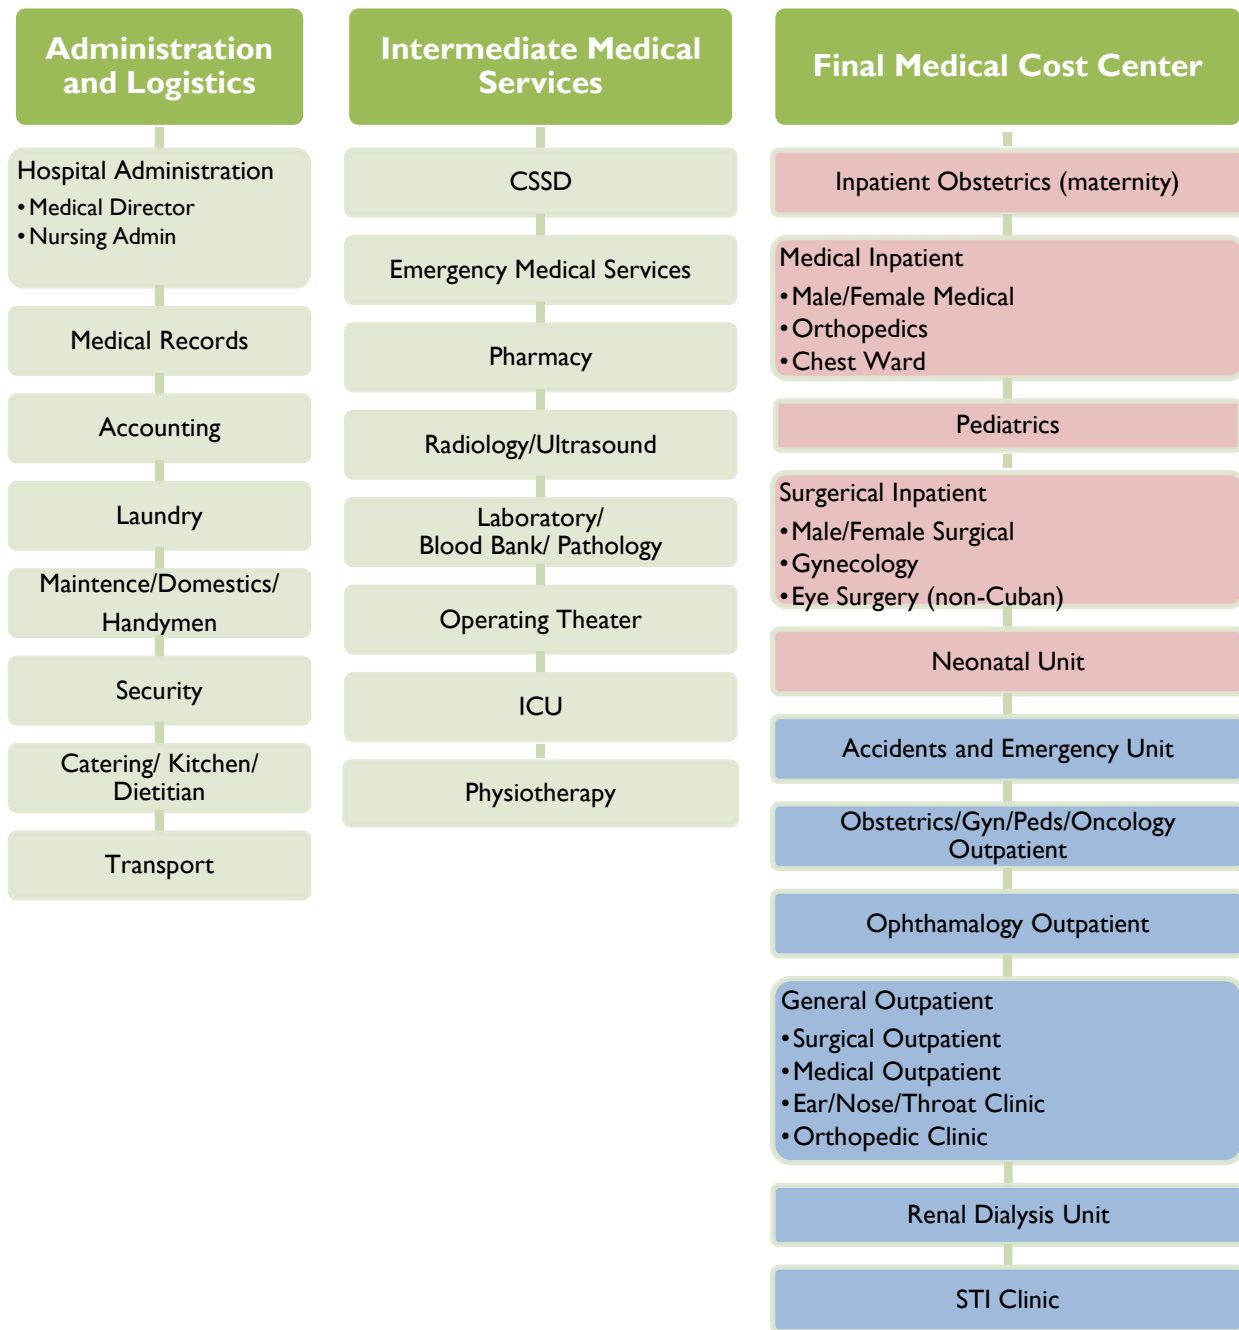 Administration
and Logistics
Hospital Administration
• Medical Director
• Nursing Admin
Medical Records
Accounting
Laundry
Maintence/Domestics/
Handymen
Security
Catering/ Kitchen/
Dietitian
Transport
Intermediate Medical
Services
CSSD
Emergency Medical Services
Pharmacy
Radiology/Ultrasound
Laboratory/
Blood Bank/ Pathology
Operating Theater
ICU
Physiotherapy
Final Medical Cost Center
Inpatient Obstetrics (maternity)
Medical Inpatient
• Male/Female Medical
• Orthopedics
• Chest Ward
Pediatrics
Surgerical Inpatient
• Male/Female Surgical
• Gynecology
• Eye Surgery (non-Cuban)
Neonatal Unit
Accidents and Emergency Unit
Obstetrics/Gyn/Peds/Oncology
Outpatient
Ophthamalogy Outpatient
General Outpatient
• Surgical Outpatient
• Medical Outpatient
• Ear/Nose/Throat Clinic
• Orthopedic Clinic
Renal Dialysis Unit
STI Clinic